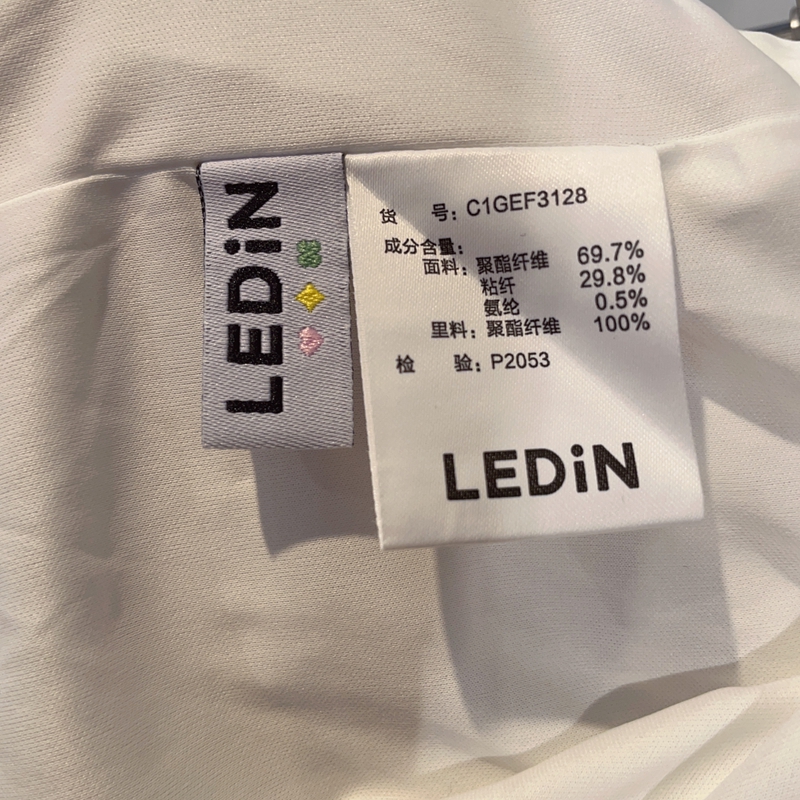 LEDiN
货 号: C1GEF3128
成分含量:
面料: 聚酯纤维 69.7%
粘纤 29.8%
氨纶 0.5%
里料: 聚酯纤维 100%
检 验: P2053
LEDiN